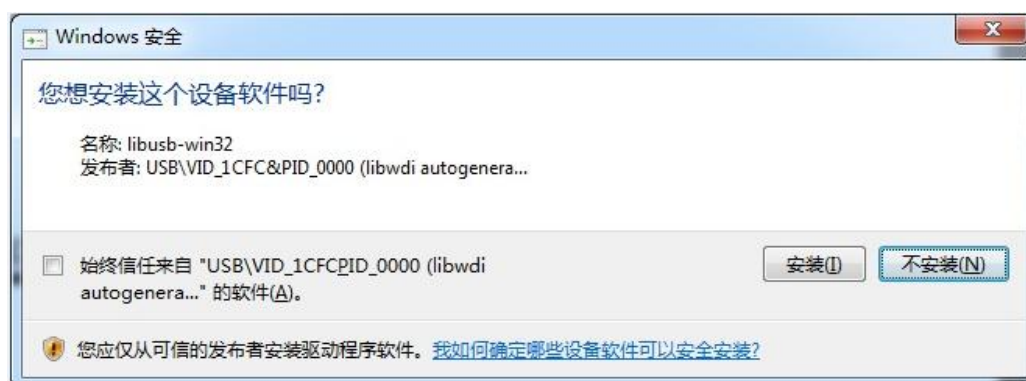 Windows 安全
您想安装这个设备软件吗?
名称: libusb-win32
发布者: USB\VID_1CFC&PID_0000 (libwdi autogenera...
始终信任来自 "USB\VID_1CFCPID_0000 (libwdi
autogenera..." 的软件(A)。
安装(I)
不安装(N)
您应仅从可信的发布者安装驱动程序软件。我如何确定哪些设备软件可以安全安装?